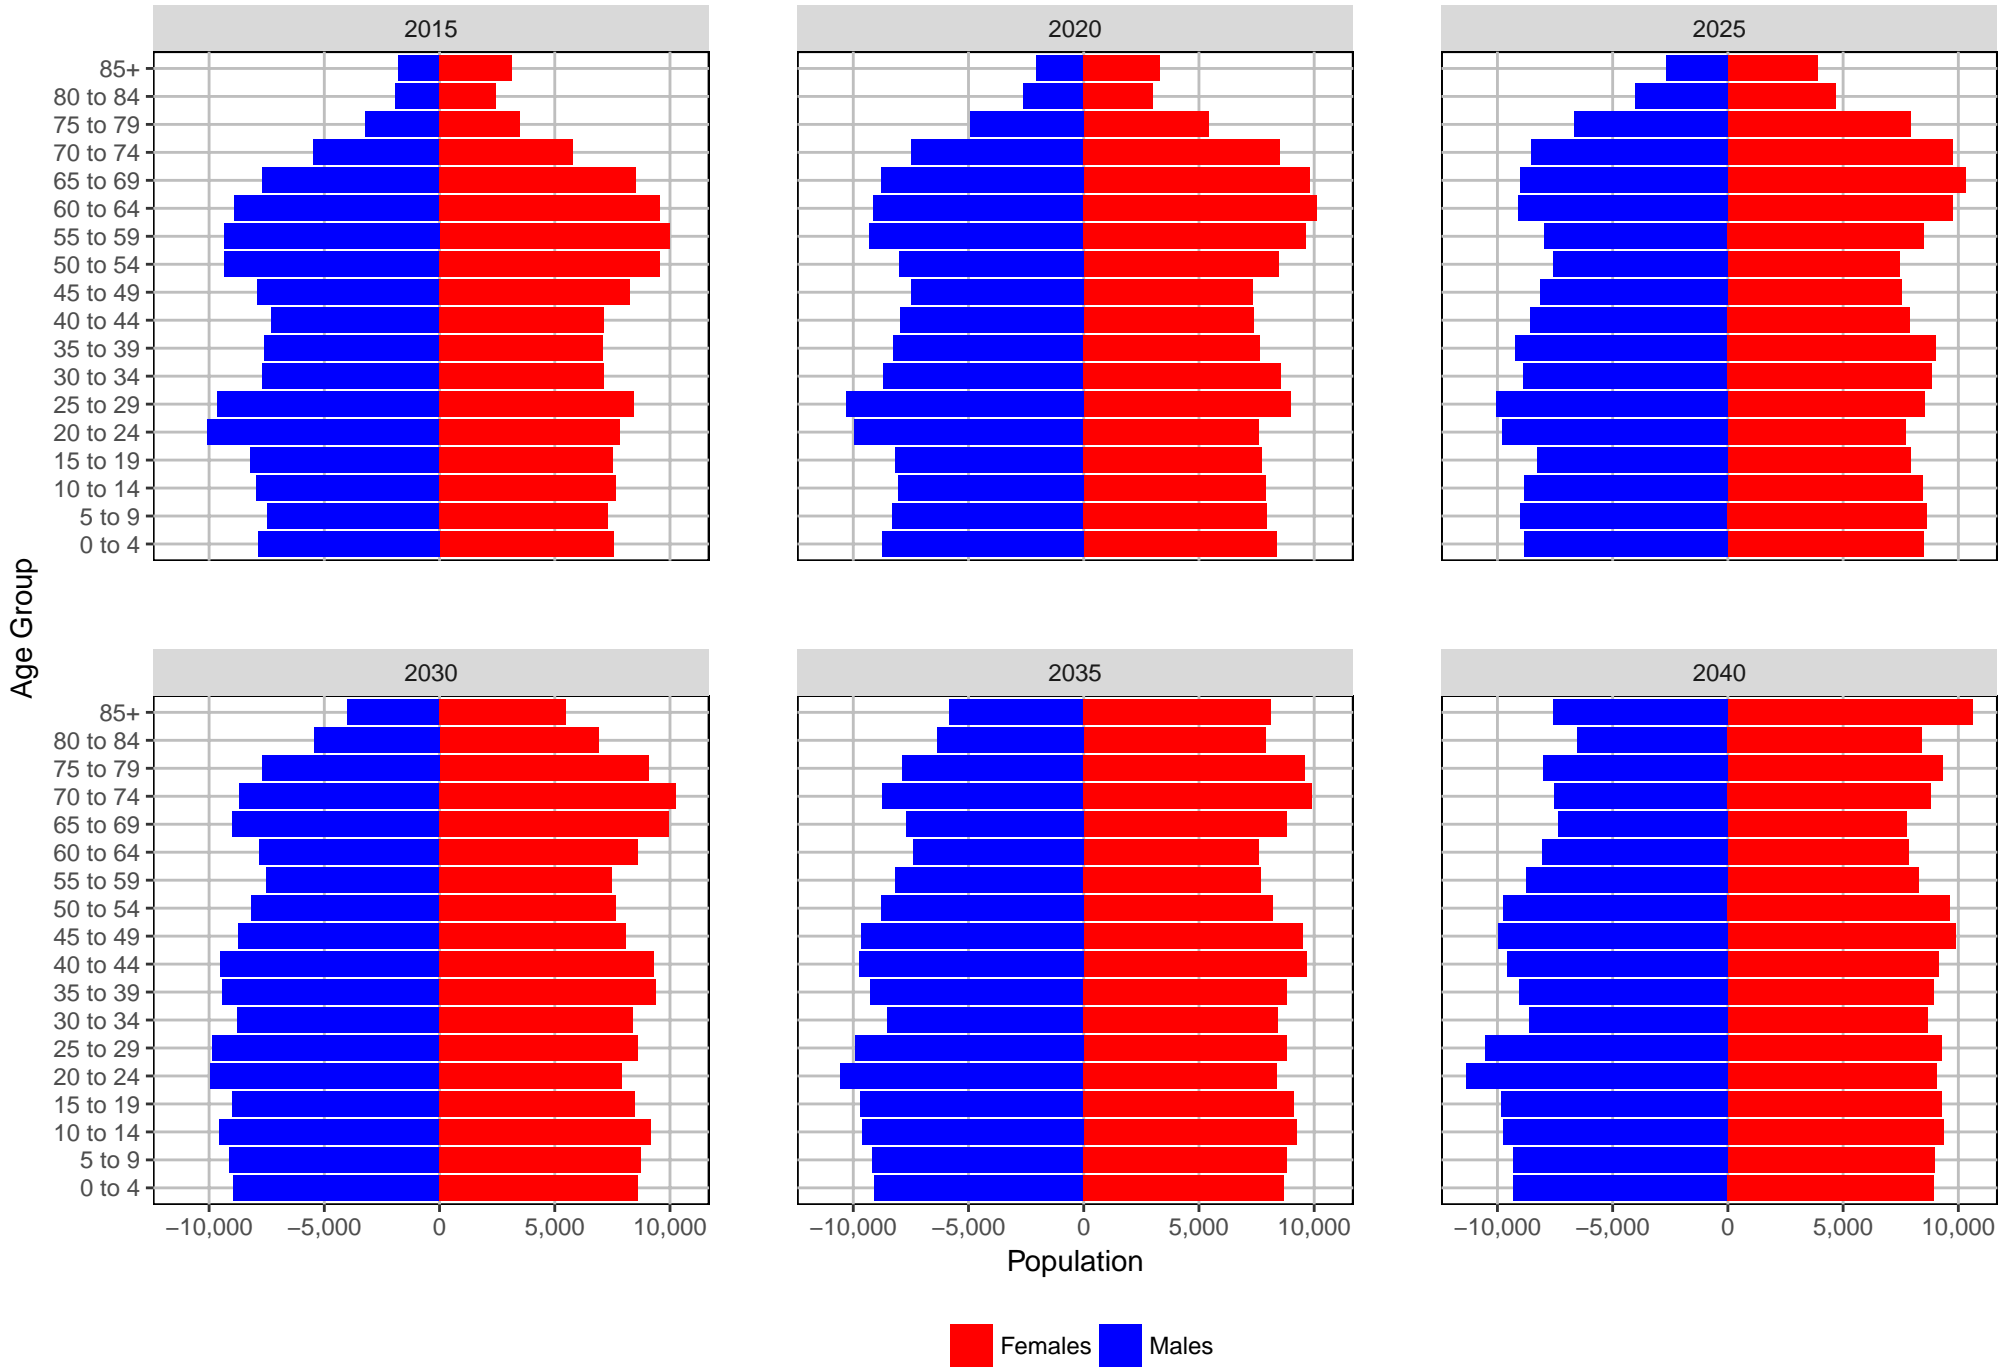 2015
2020
2025
85+
80 to 84
75 to 79
70 to 74
65 to 69
60 to 64
55 to 59
50 to 54
45 to 49
40 to 44
35 to 39
30 to 34
25 to 29
20 to 24
15 to 19
10 to 14
5 to 9
0 to 4
Age Group
2030
2035
2040
85+
80 to 84
75 to 79
70 to 74
65 to 69
60 to 64
55 to 59
50 to 54
45 to 49
40 to 44
35 to 39
30 to 34
25 to 29
20 to 24
15 to 19
10 to 14
5 to 9
0 to 4
−10,000 −5,000 0 5,000 10,000
−10,000 −5,000 0 5,000 10,000
−10,000 −5,000 0 5,000 10,000
Population
Females Males